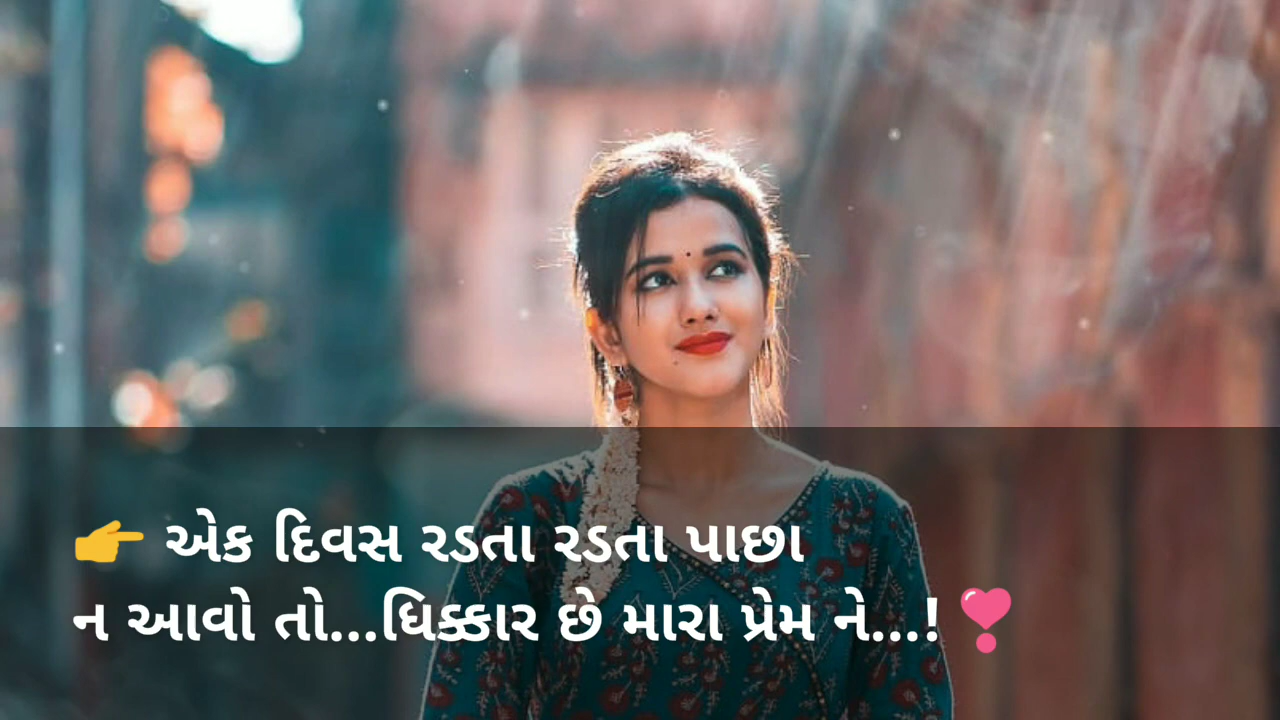 👉 એક દિવસ રડતા રડતા પાછા
ન આવો તો...ધિક્કાર છે મારા પ્રેમ ને...! ❣️